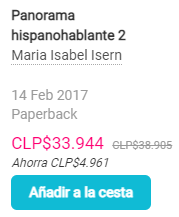 Panorama
hispanohablante 2
Maria Isabel Isern
14 Feb 2017
Paperback
CLP$33.944 CLP$38.905
Ahorra CLP$4.961
Añadir a la cesta